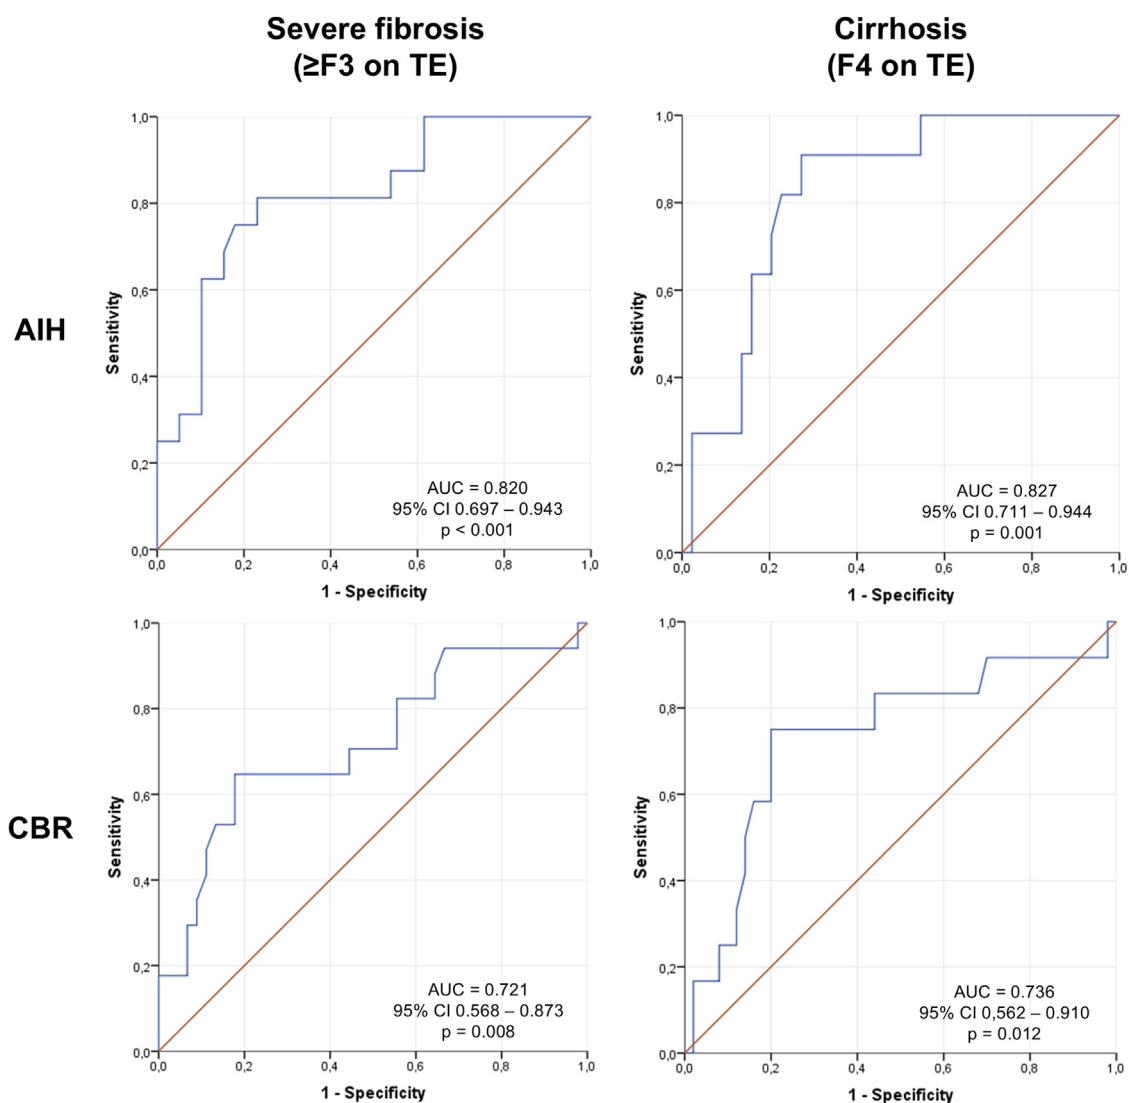 Severe fibrosis
(≥F3 on TE)
Cirrhosis
(F4 on TE)
AIH
1,0
0,8
0,6
0,4
0,2
0,0
Sensitivity
AUC = 0.820
95% CI 0.697 – 0.943
p < 0.001
0,0 0,2 0,4 0,6 0,8 1,0
1 - Specificity
1,0
0,8
0,6
0,4
0,2
0,0
Sensitivity
AUC = 0.827
95% CI 0.711 – 0.944
p = 0.001
0,0 0,2 0,4 0,6 0,8 1,0
1 - Specificity
CBR
1,0
0,8
0,6
0,4
0,2
0,0
Sensitivity
AUC = 0.721
95% CI 0.568 – 0.873
p = 0.008
0,0 0,2 0,4 0,6 0,8 1,0
1 - Specificity
1,0
0,8
0,6
0,4
0,2
0,0
Sensitivity
AUC = 0.736
95% CI 0,562 – 0.910
p = 0.012
0,0 0,2 0,4 0,6 0,8 1,0
1 - Specificity